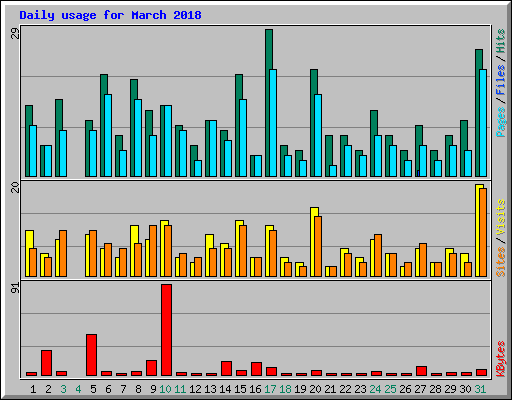 Daily usage for March 2018
29
Pages / Files / Hits
20
Sites / Visits
91
KBytes
1 2 3 4 5 6 7 8 9 10 11 12 13 14 15 16 17 18 19 20 21 22 23 24 25 26 27 28 29 30 31